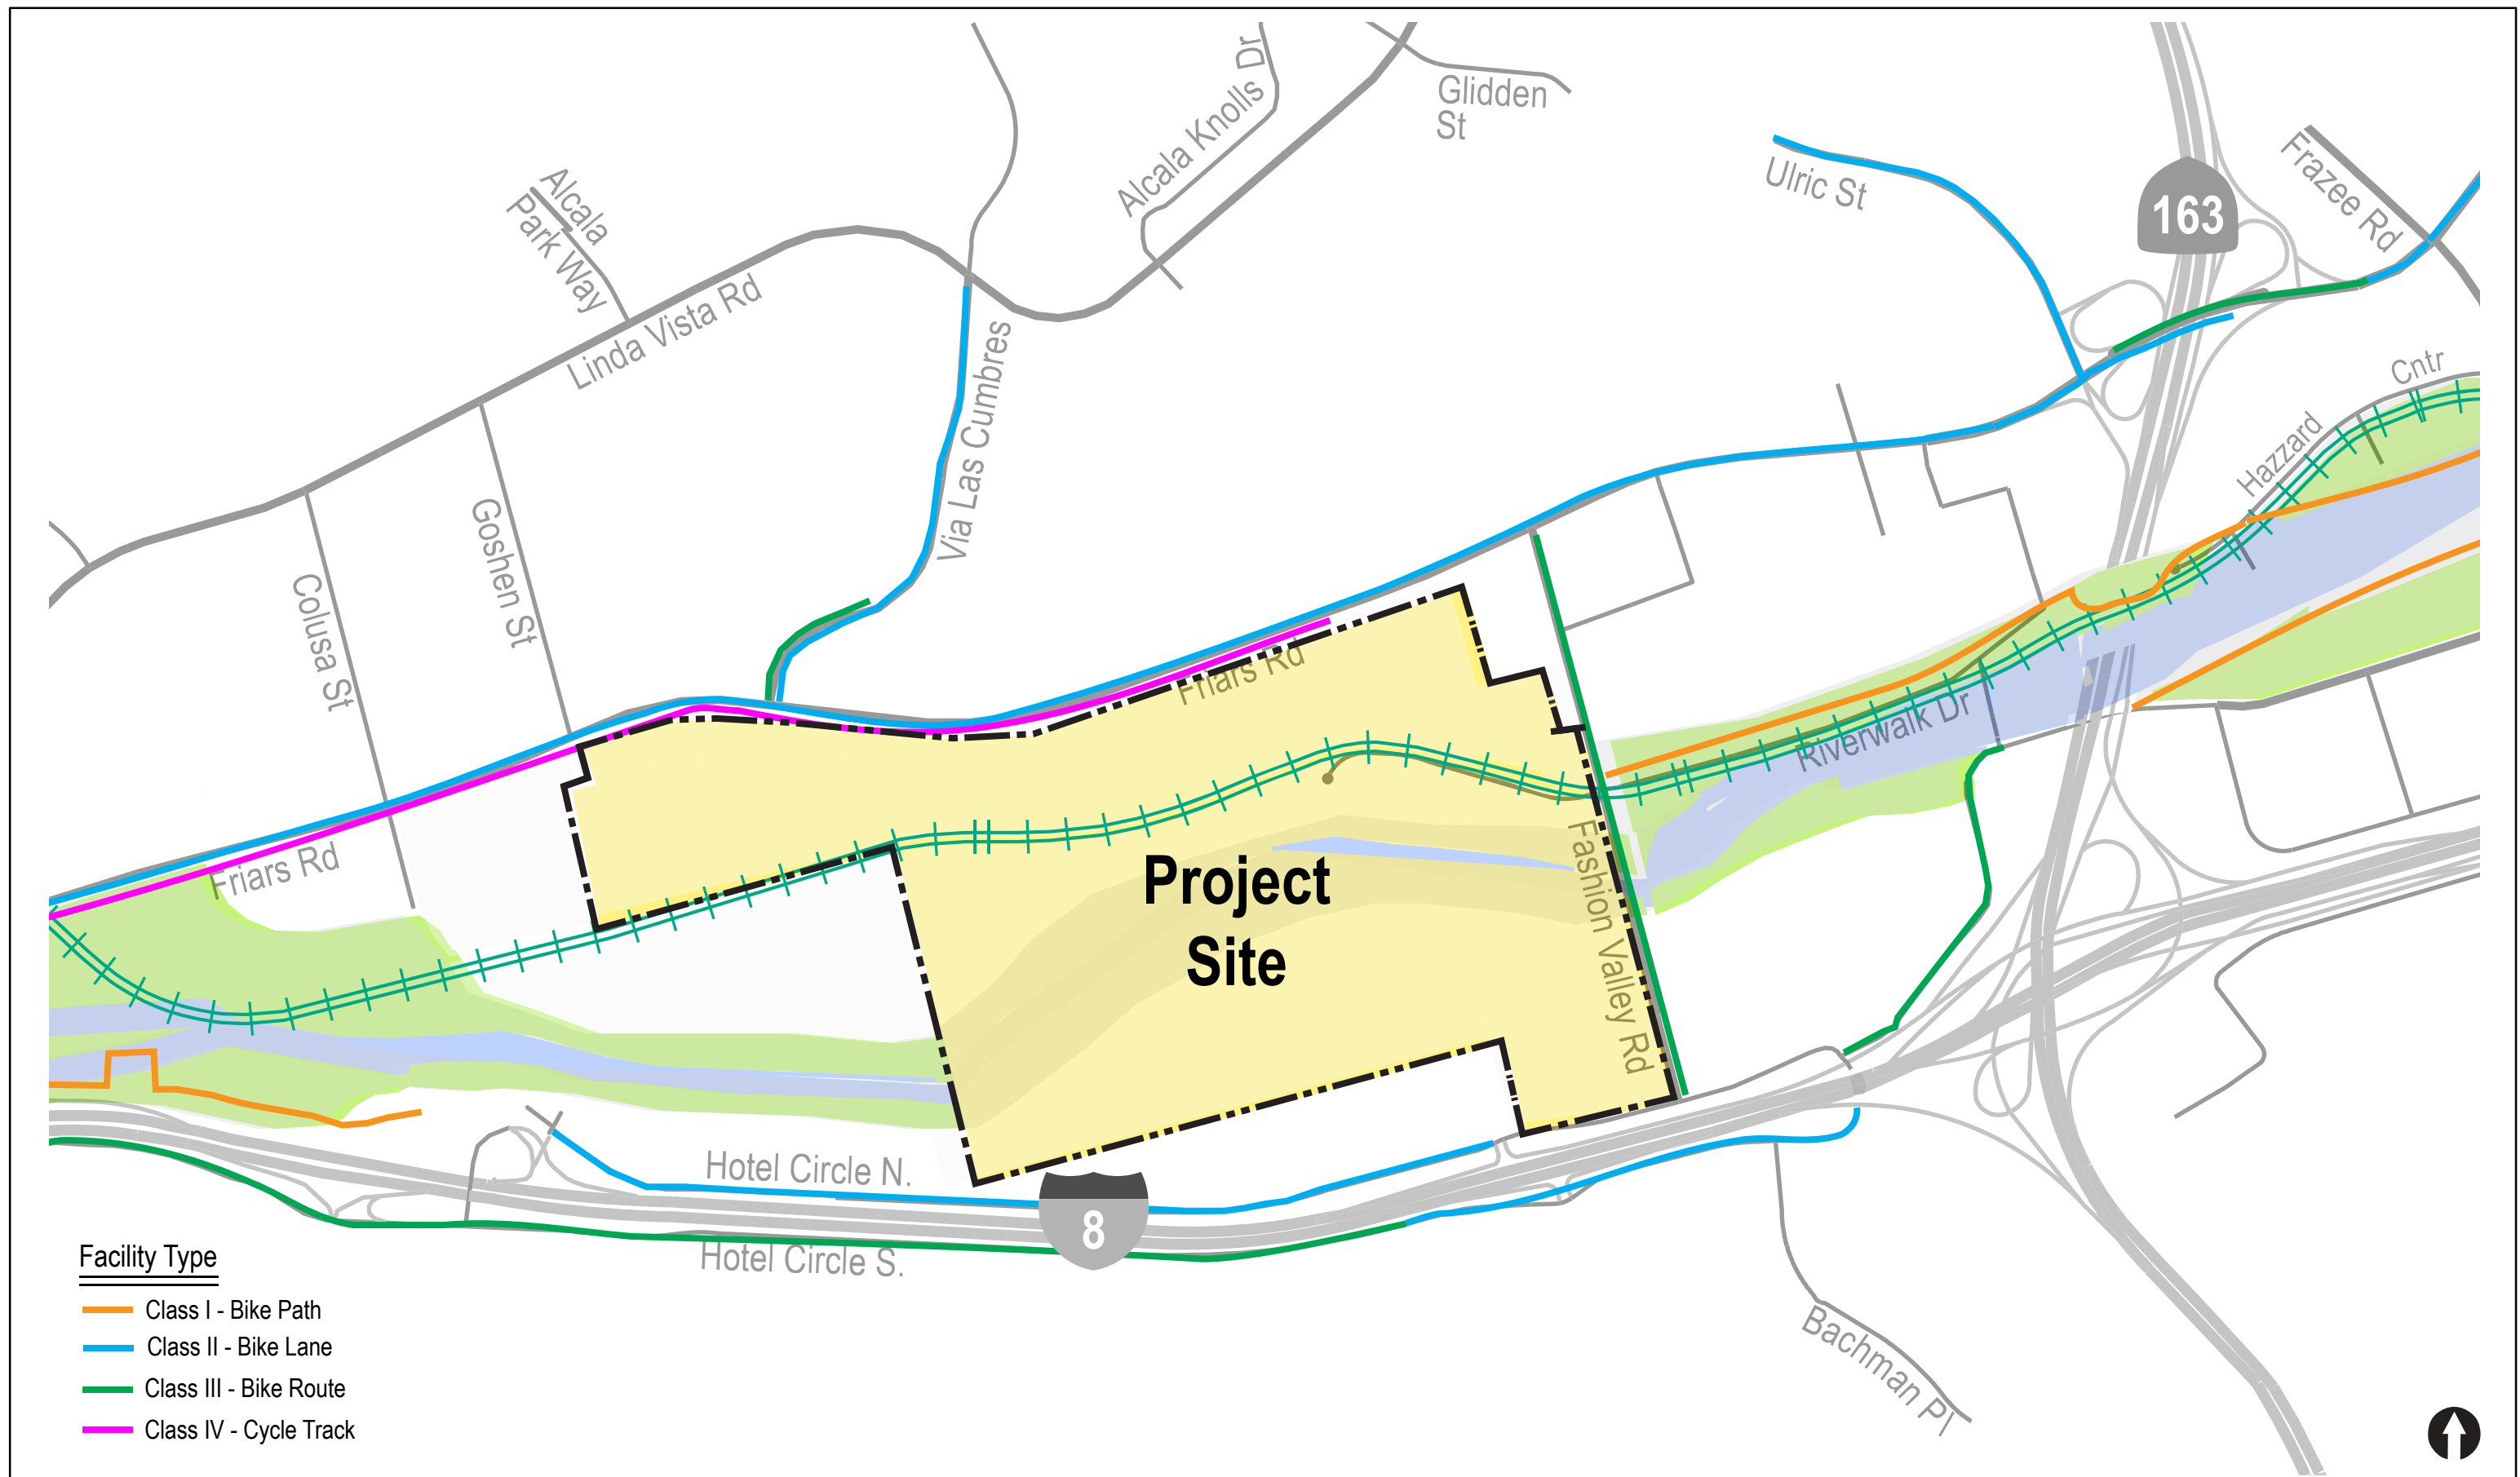 Alcala Knolls Dr
Glidden
St
Ulric St
163
Frazee Rd
Alcala
Park Way
Linda Vista Rd
Via Las Cumbres
Cntr
Hazzard
Goshen St
Colusa St
Friars Rd
Riverwalk Dr
Friars Rd
Project
Site
Fashion Valley Rd
Hotel Circle N.
8
Hotel Circle S.
Bachman Pl
Facility Type
Class I - Bike Path
Class II - Bike Lane
Class III - Bike Route
Class IV - Cycle Track